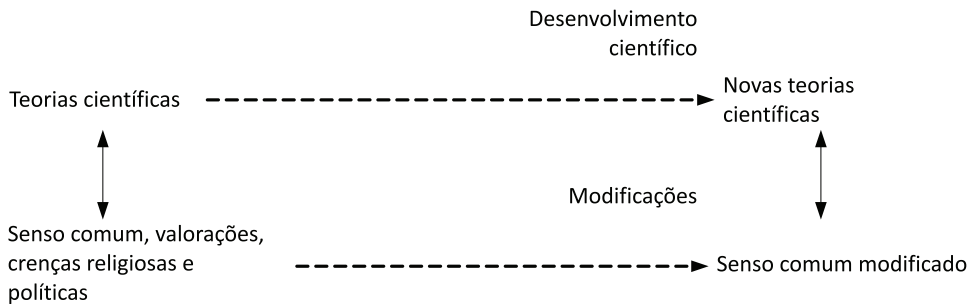 Desenvolvimento
científico
Teorias científicas
Novas teorias
científicas
Modificações
Senso comum, valorações,
crenças religiosas e
políticas
Senso comum modificado